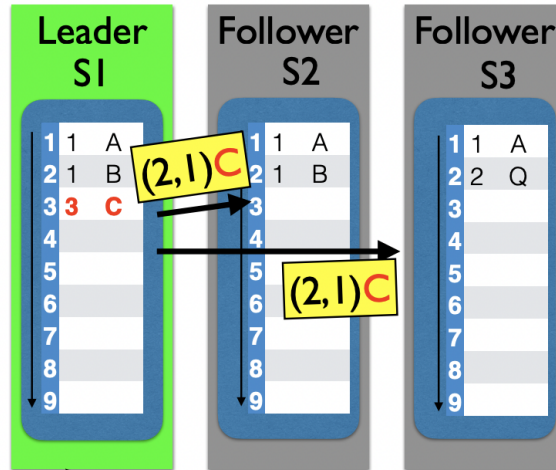 Leader Follower Follower
S1 S2 S3
1 1 A 1 1 A 1 1 A
2 1 B (2,1)C 2 1 B 2 2 Q
3 3 C 3 3
4 4 4
5 5 5
(2,1)C
6 6 6
7 7 7
8 8 8
9 9 9